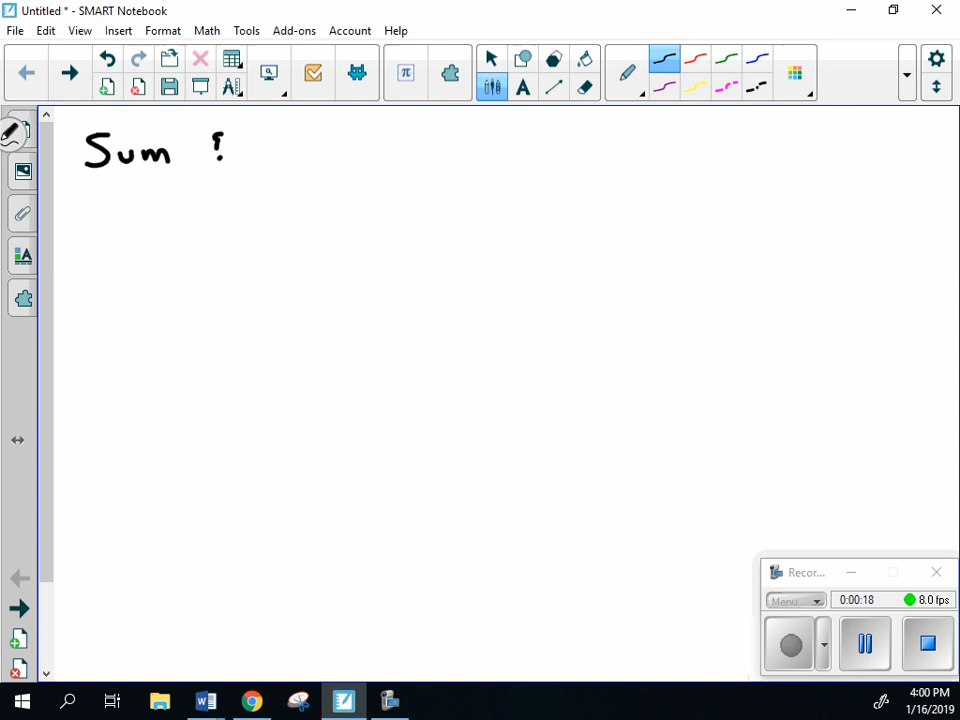 Untitled * - SMART Notebook
File Edit View Insert Format Math Tools Add-ons Account Help
Sum
Recor...
Menu 0:00:18 8.0 fps
4:00 PM
1/16/2019